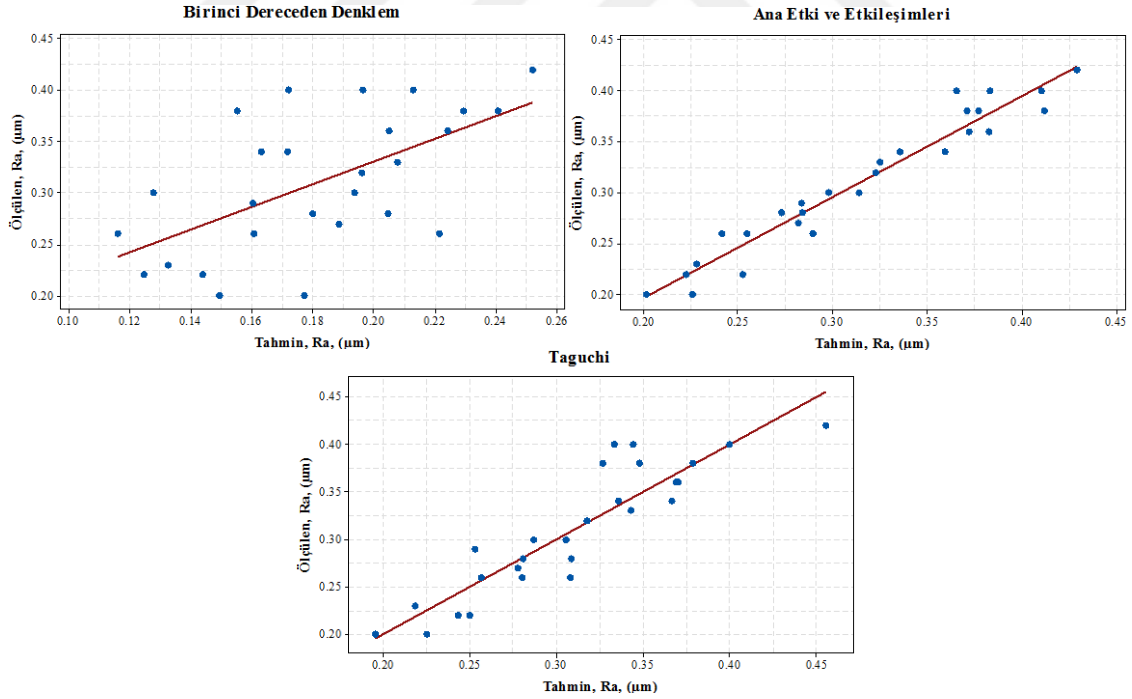 Birinci Dereceden Denklem
0.45
0.40
0.35
0.30
0.25
0.20
Ölçülen, Ra, (µm)
0.10 0.12 0.14 0.16 0.18 0.20 0.22 0.24 0.26
Tahmin, Ra, (µm)
Ana Etki ve Etkileşimleri
0.45
0.40
0.35
0.30
0.25
0.20
Ölçülen, Ra, (µm)
0.20 0.25 0.30 0.35 0.40 0.45
Tahmin, Ra, (µm)
Taguchi
0.45
0.40
0.35
0.30
0.25
0.20
Ölçülen, Ra, (µm)
0.20 0.25 0.30 0.35 0.40 0.45
Tahmin, Ra, (µm)